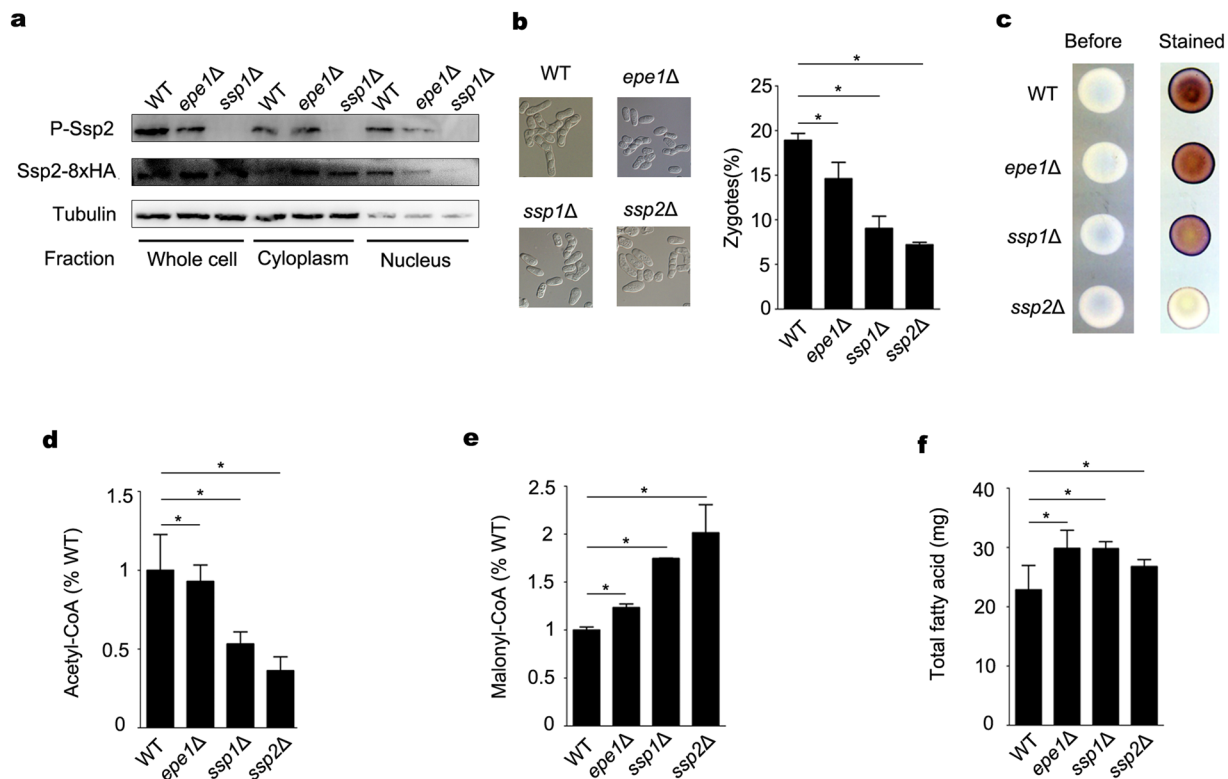 a
WT epe1Δ ssp1Δ WT epe1Δ ssp1Δ WT epe1Δ ssp1Δ
P-Ssp2
Ssp2-8xHA
Tubulin
Fraction Whole cell Cyloplasm Nucleus
b
WT epe1Δ
ssp1Δ ssp2Δ
* 
*
*
Zygotes(%)
25
20
15
10
5
0
WT epe1Δ ssp1Δ ssp2Δ
c
Before Stained
WT
epe1Δ
ssp1Δ
ssp2Δ
d
*
*
*
Acetyl-CoA (% WT)
1.5
1
0.5
0
WT epe1Δ ssp1Δ ssp2Δ
e
*
*
*
Malonyl-CoA (% WT)
2.5
2
1.5
1
0.5
0
WT epe1Δ ssp1Δ ssp2Δ
f
*
*
*
Total fatty acid (mg)
40
30
20
10
0
WT epe1Δ ssp1Δ ssp2Δ